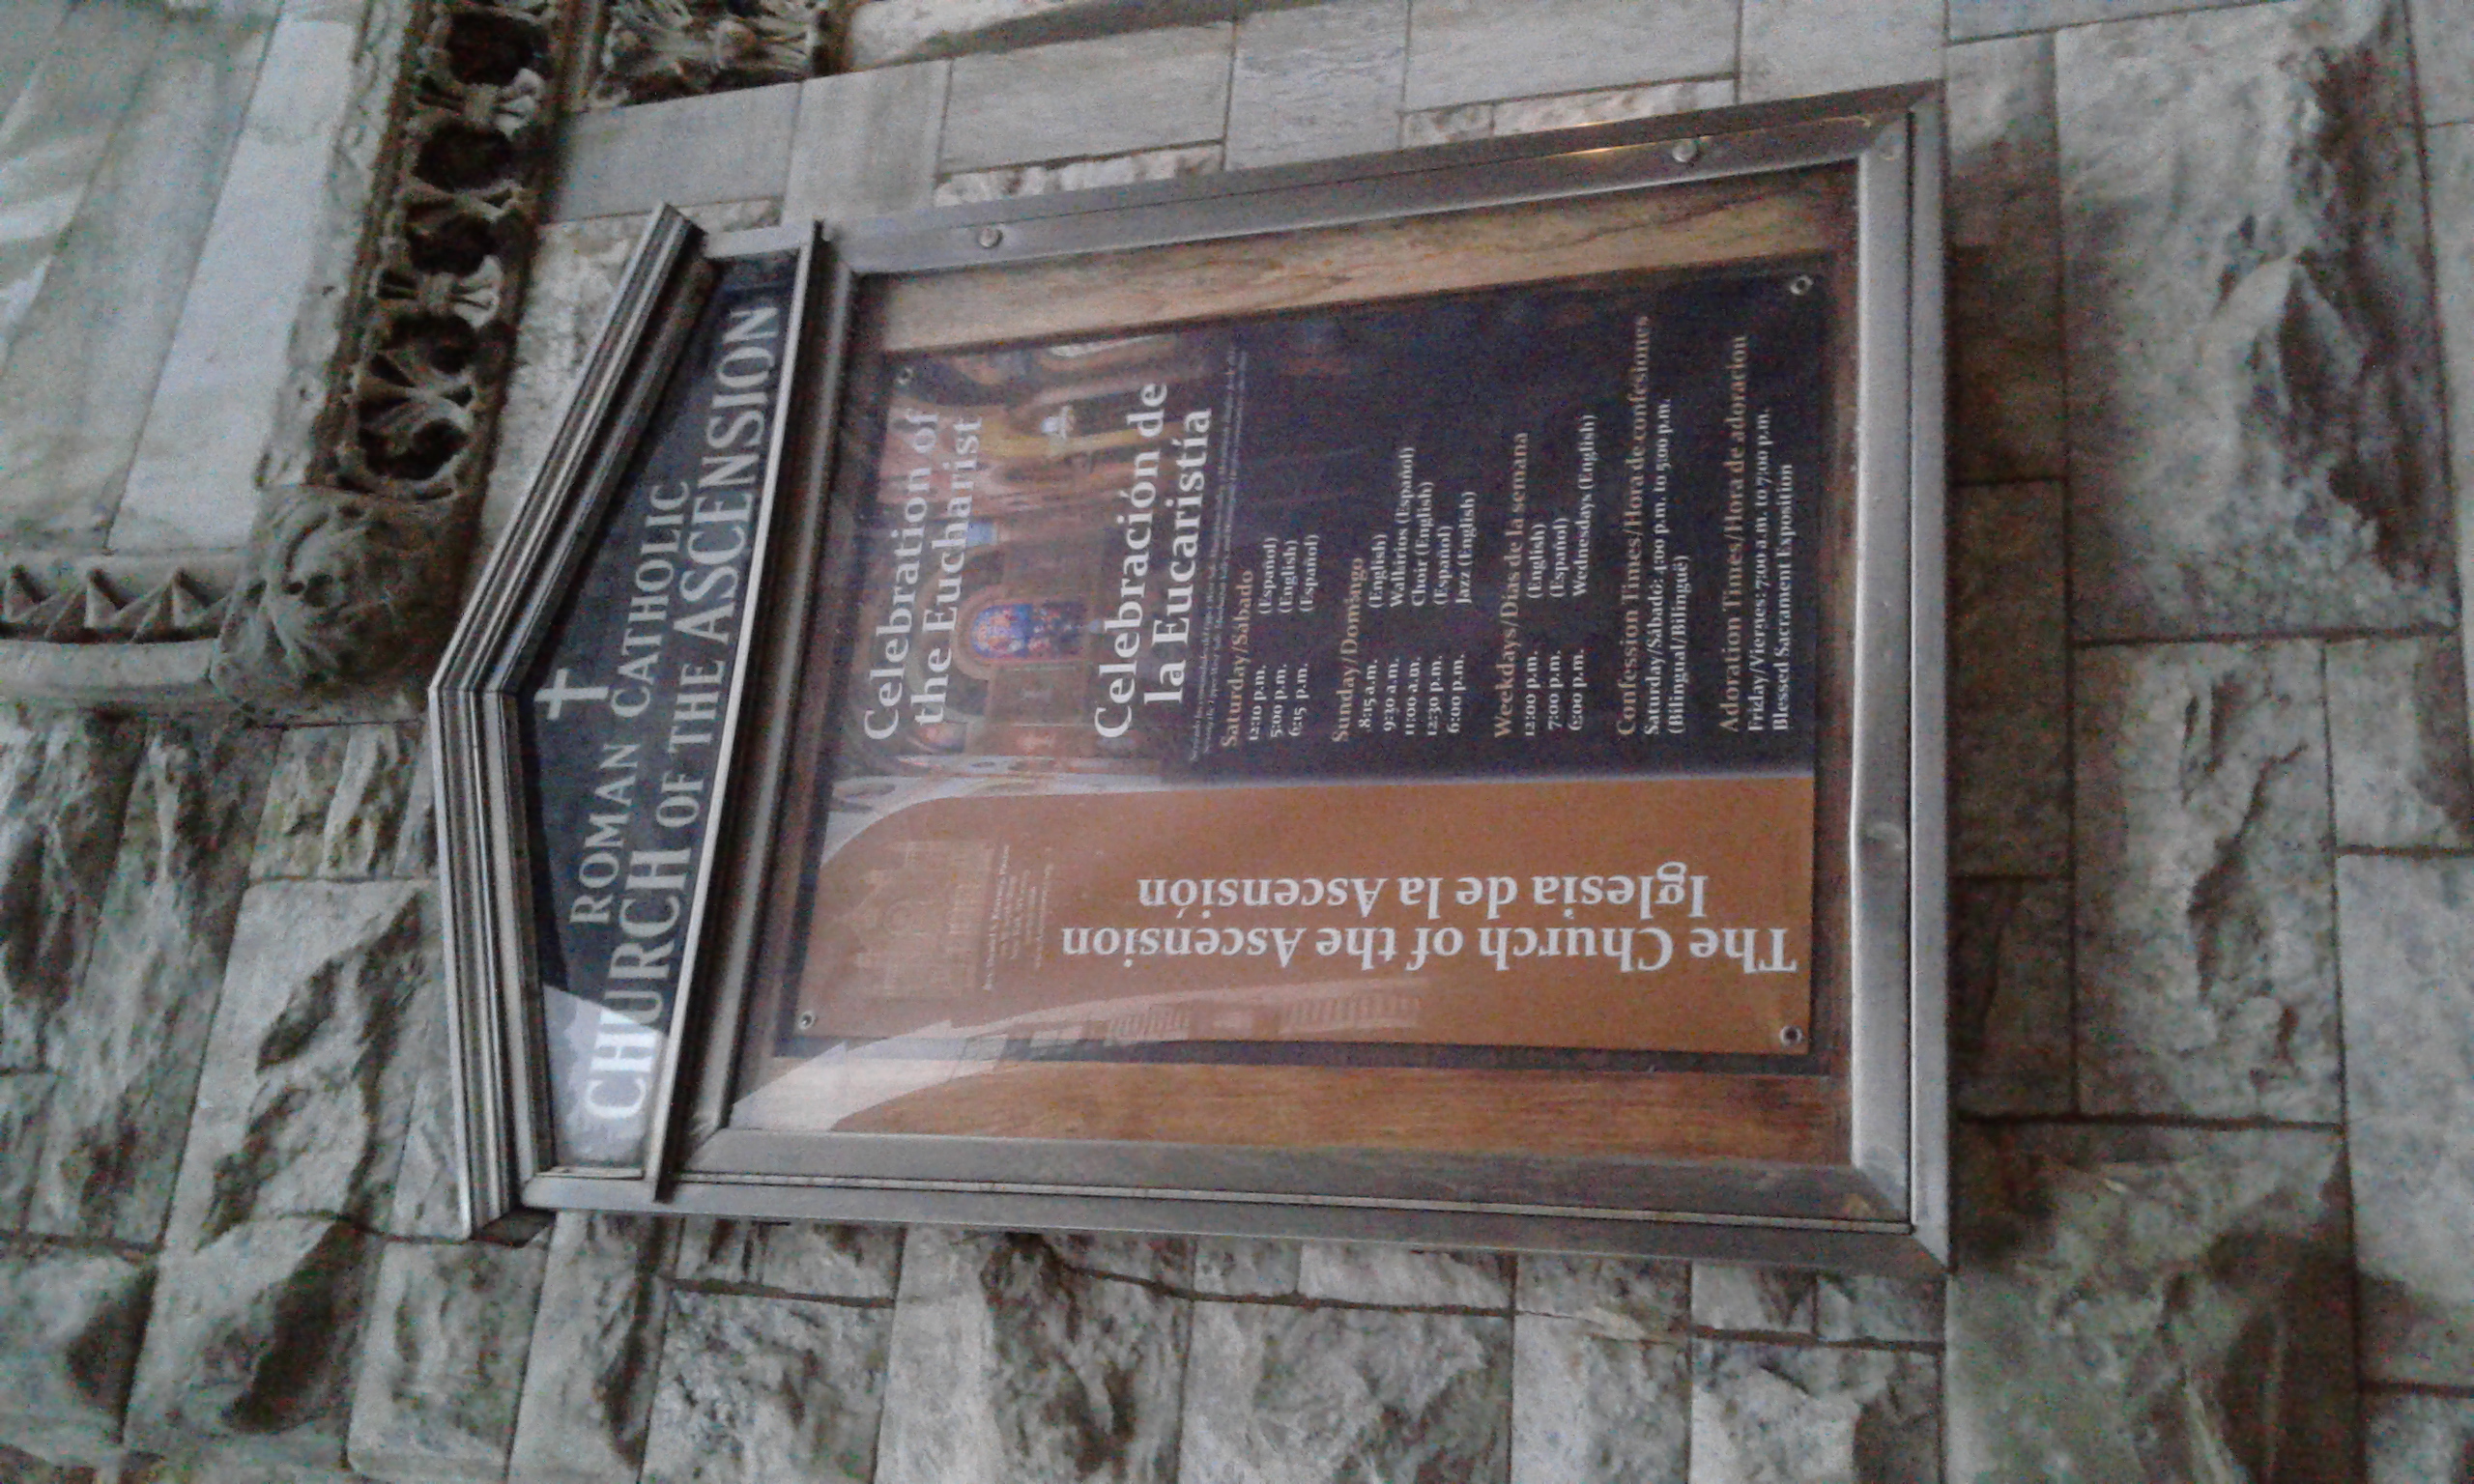 ROMAN CATHOLIC
CHURCH OF THE ASCENSION
Celebration of
the Eucharist
Celebración de
la Eucaristía
Saturday/Sabado
12:10 p.m. (Español)
5:00 p.m. (English)
6:15 p.m. (Español)
Sunday/Domingo
8:15 a.m. (English)
9:30 a.m. Walkirius (Español)
11:00 a.m. Choir (English)
12:30 p.m. (Español)
6:00 p.m. Jazz (English)
Weekdays/Dias de la semana
12:00 p.m. (English)
7:00 p.m. (Español)
6:00 p.m. Wednesdays (English)
Confession Times/Hora de confesiones
Saturday/Sábado: 4:00 p.m. to 5:00 p.m.
(Bilingual/Bilingue)
Adoration Times/Hora de adoracion
Friday/Viernes: 7:00 a.m. to 7:00 p.m.
Blessed Sacrament Exposition
The Church of the Ascension
Iglesia de la Ascensión